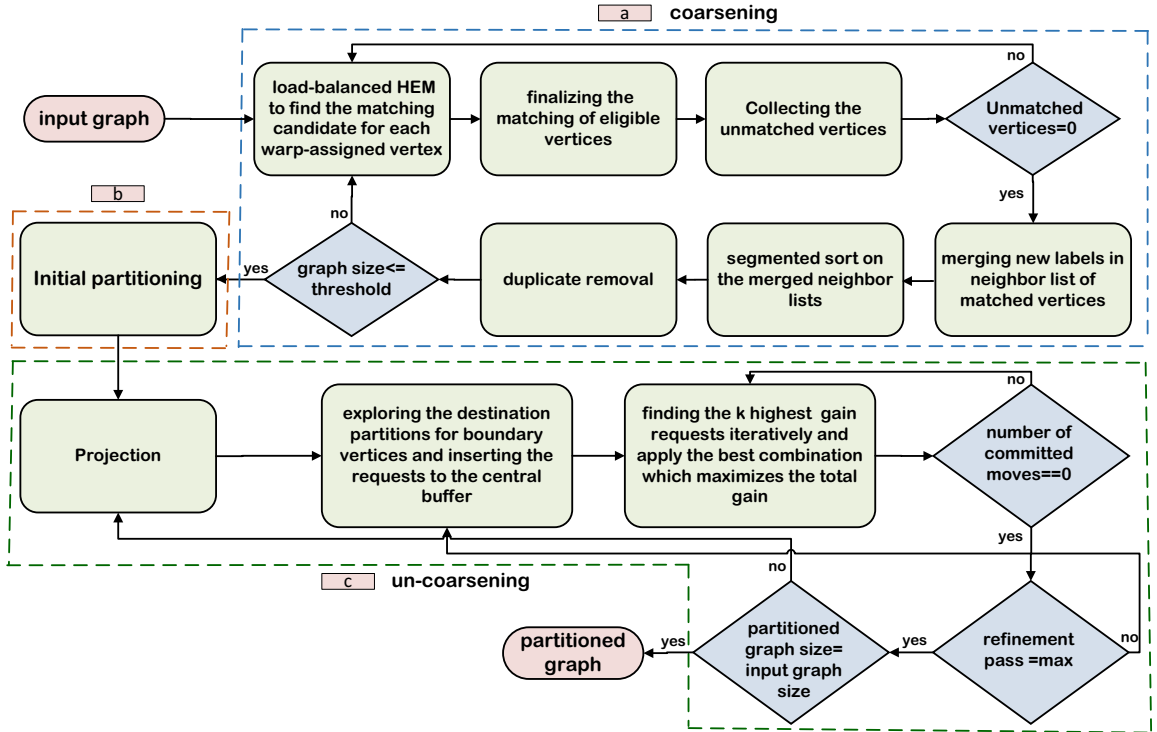 a coarsening
input graph
load-balanced HEM
to find the matching
candidate for each
warp-assigned vertex
finalizing the
matching of eligible
vertices
Collecting the
unmatched vertices
no
Unmatched
vertices=0
yes
b
Initial partitioning
yes
no
graph size<=
threshold
duplicate removal
segmented sort on
the merged neighbor
lists
merging new labels in
neighbor list of
matched vertices
Projection
exploring the destination
partitions for boundary
vertices and inserting the
requests to the central
buffer
finding the k highest gain
requests iteratively and
apply the best combination
which maximizes the total
gain
no
number of
committed
moves==0
yes
c un-coarsening
partitioned
graph
yes
no
partitioned
graph size=
input graph
size
yes
refinement
pass =max
no